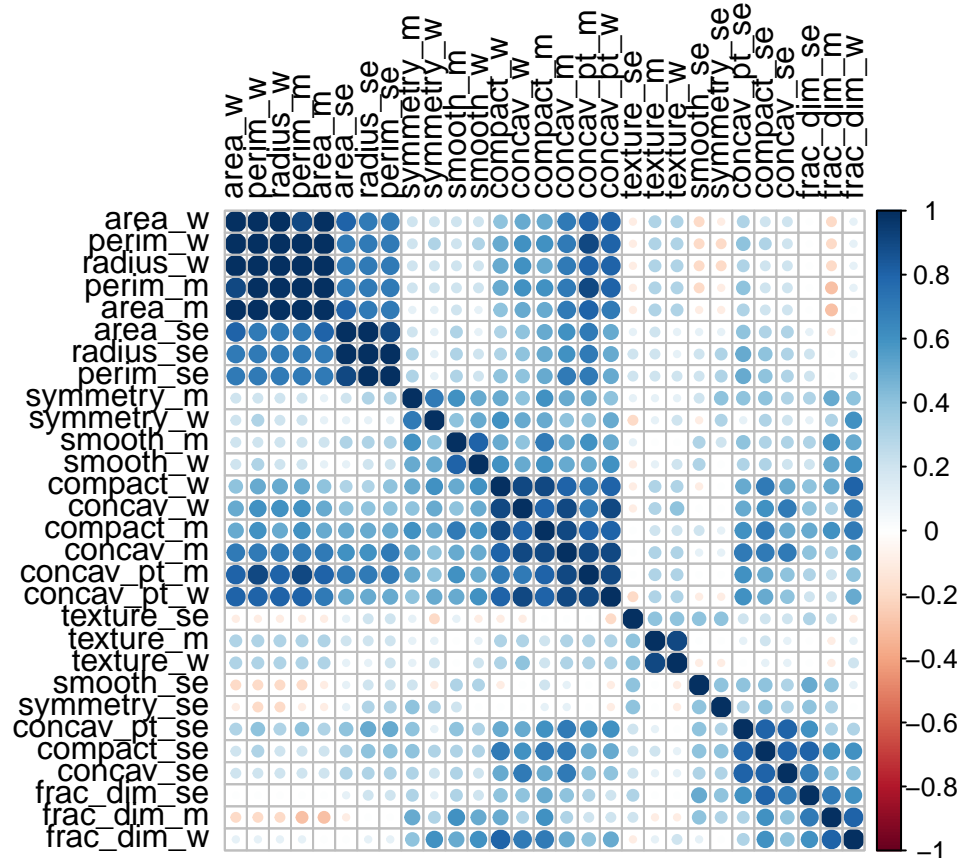 area_w
perim_w
radius_w
perim_m
area_m
area_se
radius_se
perim_se
symmetry_m
symmetry_w
smooth_m
smooth_w
compact_w
concav_w
compact_m
concav_m
concav_pt_m
concav_pt_w
texture_se
texture_m
texture_w
smooth_se
symmetry_se
concav_pt_se
compact_se
concav_se
frac_dim_se
frac_dim_m
frac_dim_w
area_w
perim_w
radius_w
perim_m
area_m
area_se
radius_se
perim_se
symmetry_m
symmetry_w
smooth_m
smooth_w
compact_w
concav_w
compact_m
concav_m
concav_pt_m
concav_pt_w
texture_se
texture_m
texture_w
smooth_se
symmetry_se
concav_pt_se
compact_se
concav_se
frac_dim_se
frac_dim_m
frac_dim_w
1
0.8
0.6
0.4
0.2
0
−0.2
−0.4
−0.6
−0.8
−1